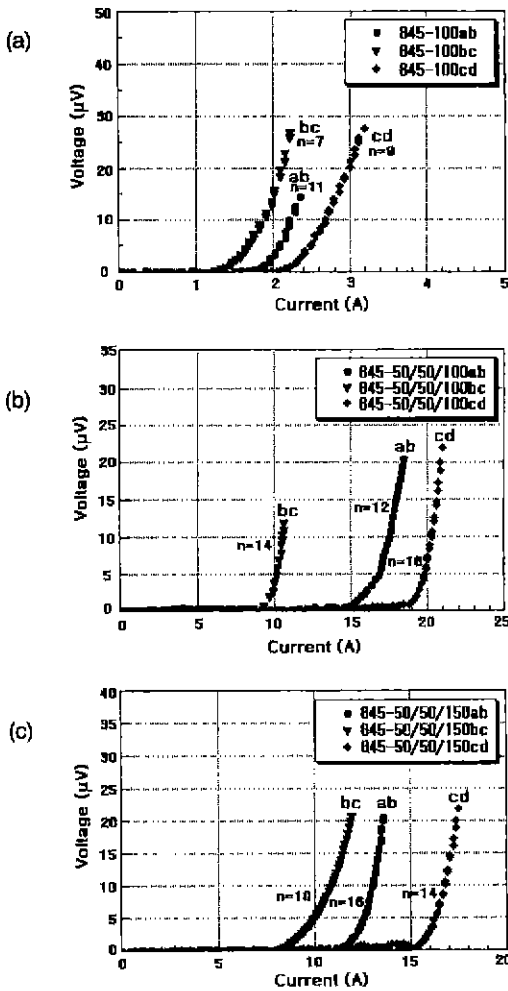 (a)
50
40
30
20
10
0
Voltage (μV)
845-100ab
845-100bc
845-100cd
bc
n=7
ab
n=11
cd
n=9
0 1 2 3 4 5
Current (A)
(b)
35
30
25
20
15
10
5
0
Voltage (μV)
845-50/50/100ab
845-50/50/100bc
845-50/50/100cd
bc
n=14
ab
n=12
cd
n=16
0 5 10 15 20 25
Current (A)
(c)
40
35
30
25
20
15
10
5
0
Voltage (μV)
845-50/50/150ab
845-50/50/150bc
845-50/50/150cd
bc
ab
n=16
cd
n=14
0 5 10 15 20
Current (A)